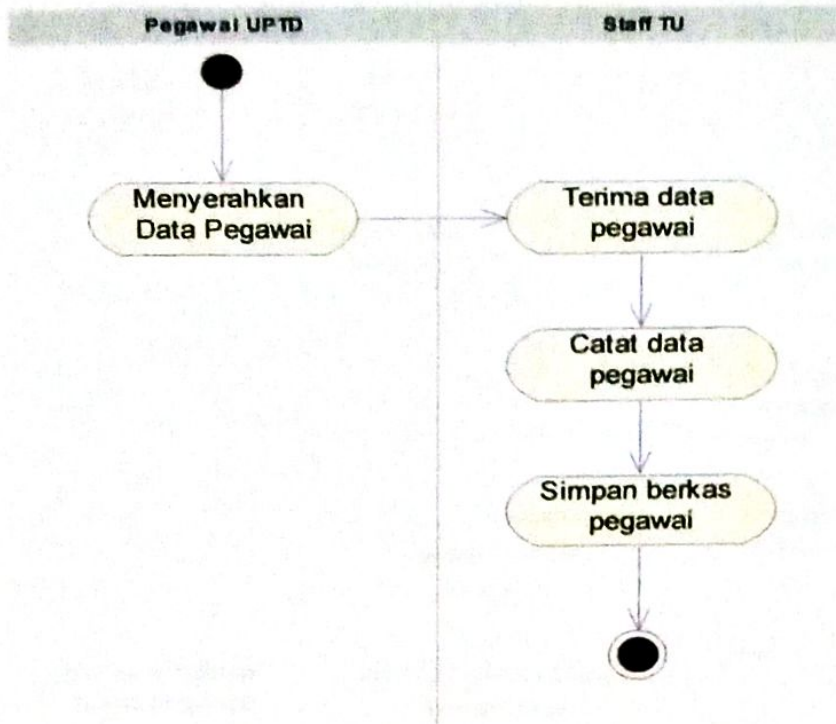 Pegawai UPTD
Staff TU
Menyerahkan
Data Pegawai
Terima data
pegawai
Catat data
pegawai
Simpan berkas
pegawai